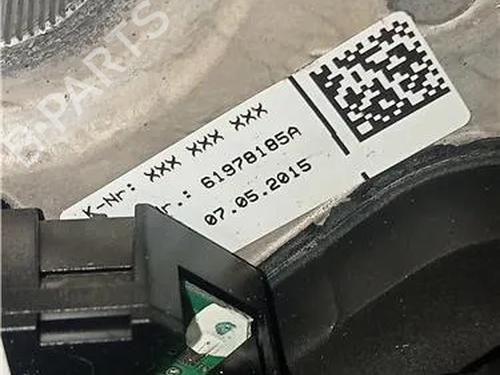 B-PARTS
K-Nr: XXX XXX XXX
r.: 61978185A
07.05.2015